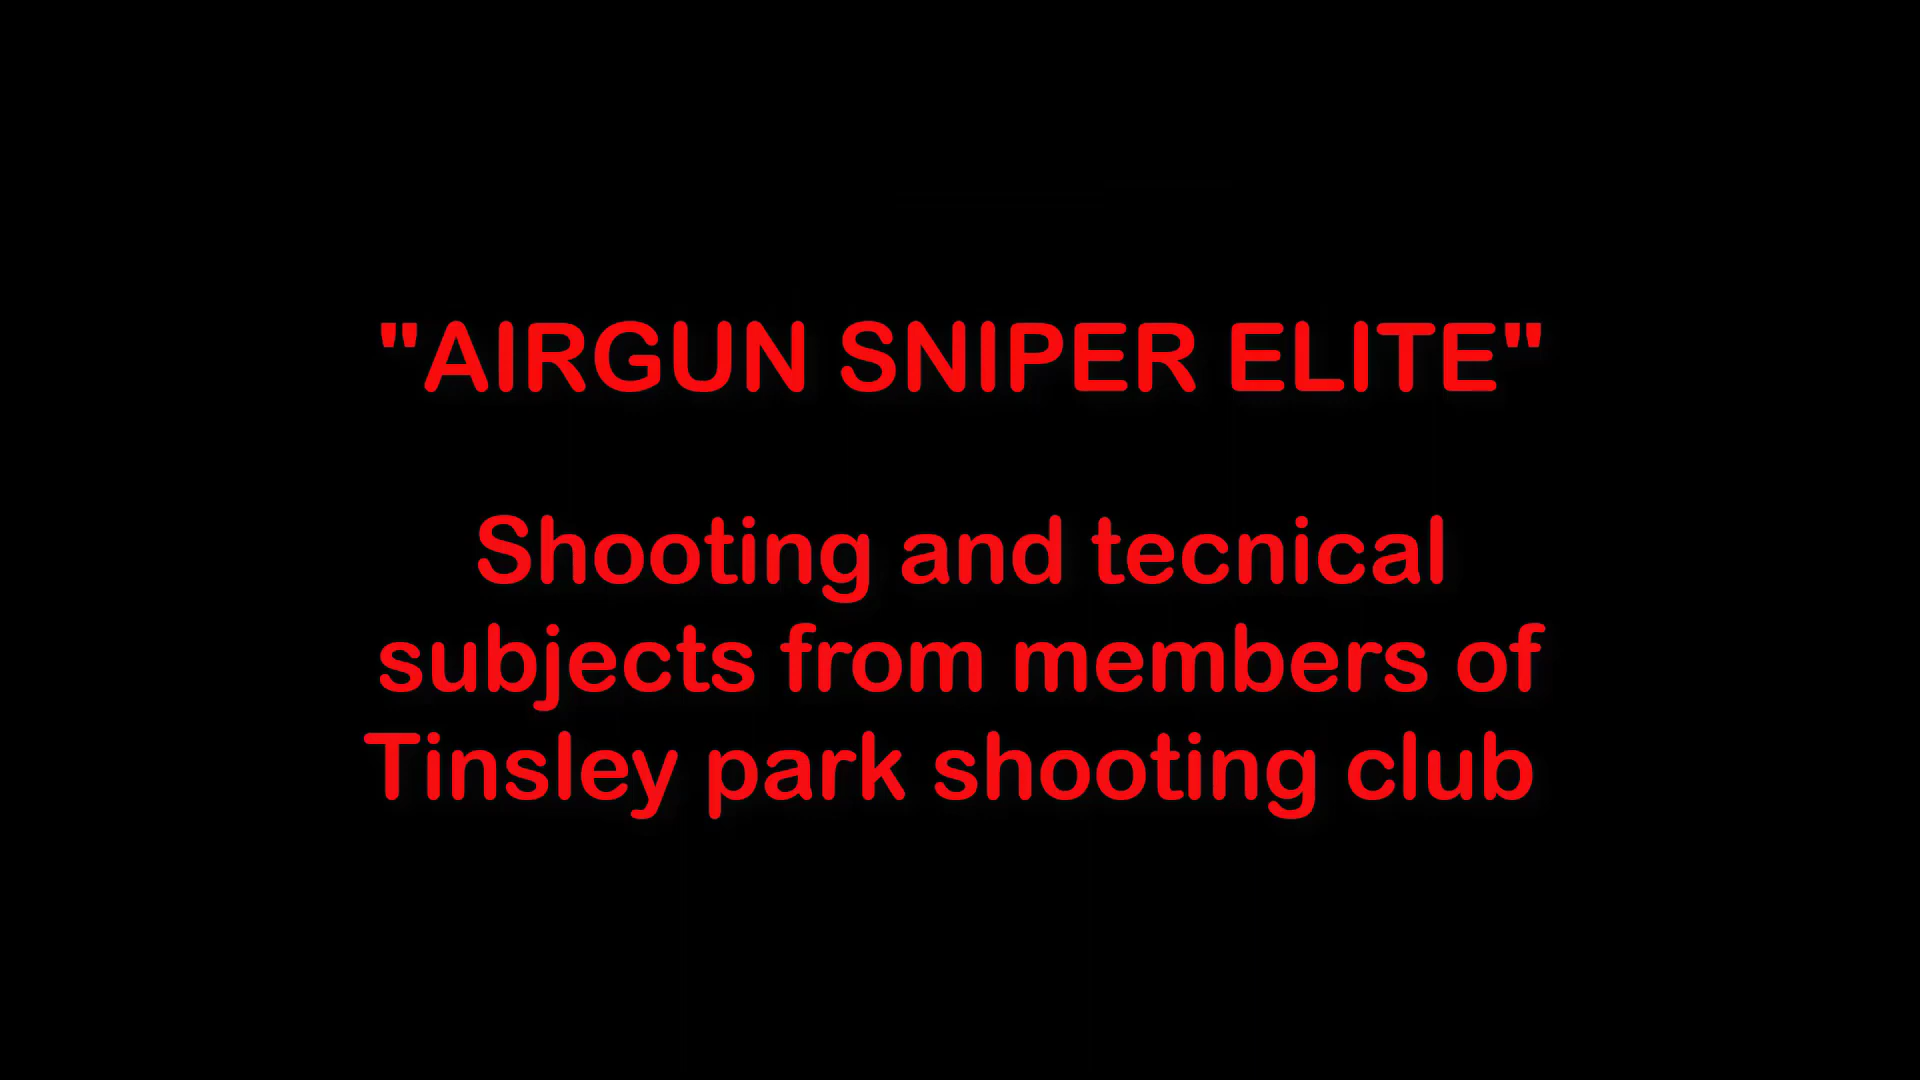 "AIRGUN SNIPER ELITE"
Shooting and tecnical
subjects from members of
Tinsley park shooting club